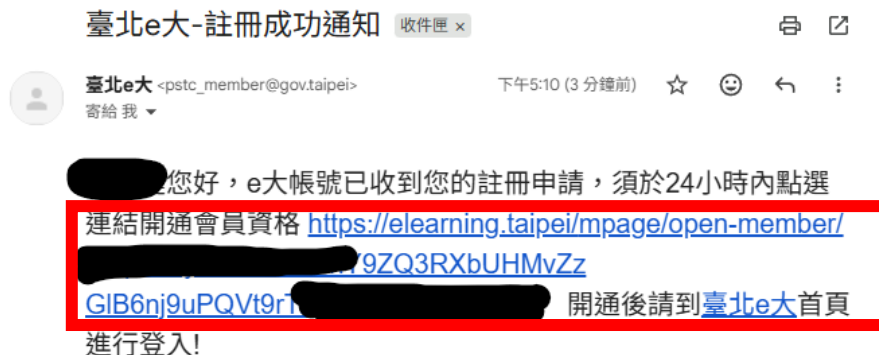 臺北e大-註冊成功通知 收件匣 ×
臺北e大 <pstc_member@gov.taipei> 下午5:10 (3 分鐘前)
寄給 我
您好，e大帳號已收到您的註冊申請，須於24小時內點選
連結開通會員資格 https://elearning.taipei/mpage/open-member/
9ZQ3RXbUHMvZz
GlB6nj9uPQVt9r 開通後請到臺北e大首頁
進行登入!